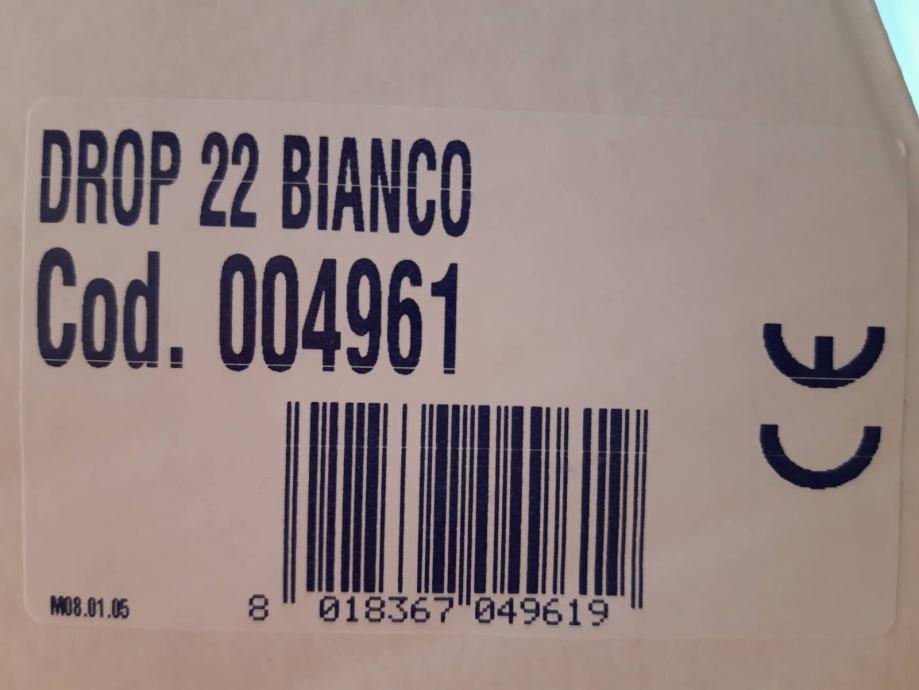 DROP 22 BIANCO
Cod. 004961
CE
M08.01.05
8 018367 049619